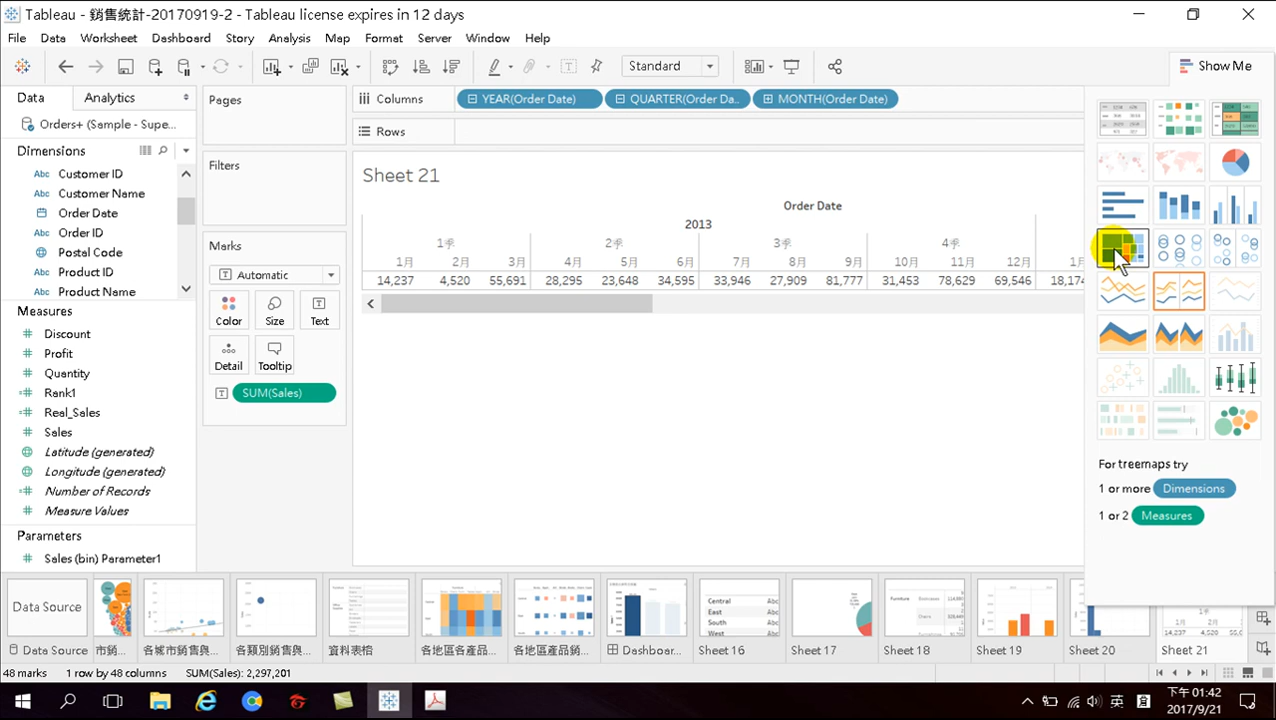 Tableau - 銷售統計-20170919-2 - Tableau license expires in 12 days
File Data Worksheet Dashboard Story Analysis Map Format Server Window Help
Standard
Show Me
Data Analytics
Pages
Columns YEAR(Order Date) QUARTER(Order Da.. MONTH(Order Date)
Orders+ (Sample - Supe...
Rows
Dimensions
Filters
Abc Customer ID
Abc Customer Name
Order Date
Abc Order ID
Postal Code
Abc Product ID
Abc Product Name
Sheet 21
Order Date
2013
1季 2季 3季 4季
2月 3月 4月 5月 6月 7月 8月 9月 10月 11月 12月 1月
14,237 4,520 55,691 28,295 23,648 34,595 33,946 27,909 81,777 31,453 78,629 69,546 18,174
Marks
Automatic
Color Size Text
Detail Tooltip
SUM(Sales)
Measures
Discount
Profit
Quantity
Rank1
Real_Sales
Sales
Latitude (generated)
Longitude (generated)
Number of Records
Measure Values
Parameters
Sales (bin) Parameter1
For treemaps try
1 or more Dimensions
1 or 2 Measures
Data Source
Central Abc
East Abc
South Abc
West Abc
Furniture
Data Source 市銷... 各城市銷售與... 各類別銷售與... 資料表格 各地區各產品... 各地區產品銷... Dashboar... Sheet 16 Sheet 17 Sheet 18 Sheet 19 Sheet 20 Sheet 21
48 marks 1 row by 48 columns SUM(Sales): 2,297,201
英
下午 01:42
2017/9/21